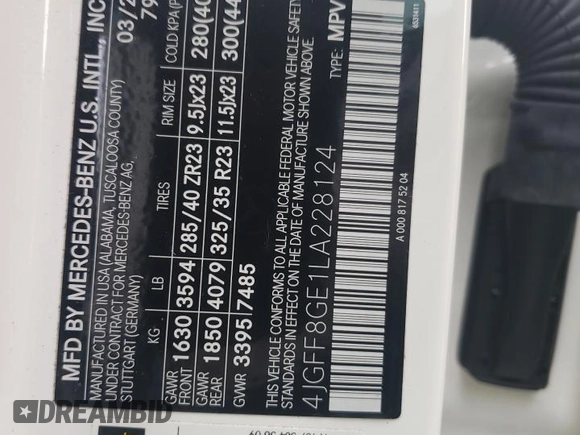 MFD BY MERCEDES-BENZ U.S. INTL., INC
MANUFACTURED IN USA (ALABAMA, TUSCALOOSA COUNTY)
UNDER CONTRACT FOR MERCEDES-BENZ AG,
STUTTGART (GERMANY)
03/2
79
KG LB TIRES RIM SIZE COLD KPA(P
GAWR FRONT 1630 3594 285/40 ZR23 9.5Jx23 280(40
GAWR REAR 1850 4079 325/35 R23 11.5Jx23 300(44
GVWR 3395 7485
THIS VEHICLE CONFORMS TO ALL APPLICABLE FEDERAL MOTOR VEHICLE SAFETY
IN EFFECT ON THE DATE OF MANUFACTURE SHOWN ABOVE.
4JGFF8GE1LA228124 TYPE: MPV
A 000 817 52 04
6520411
DREAMBID